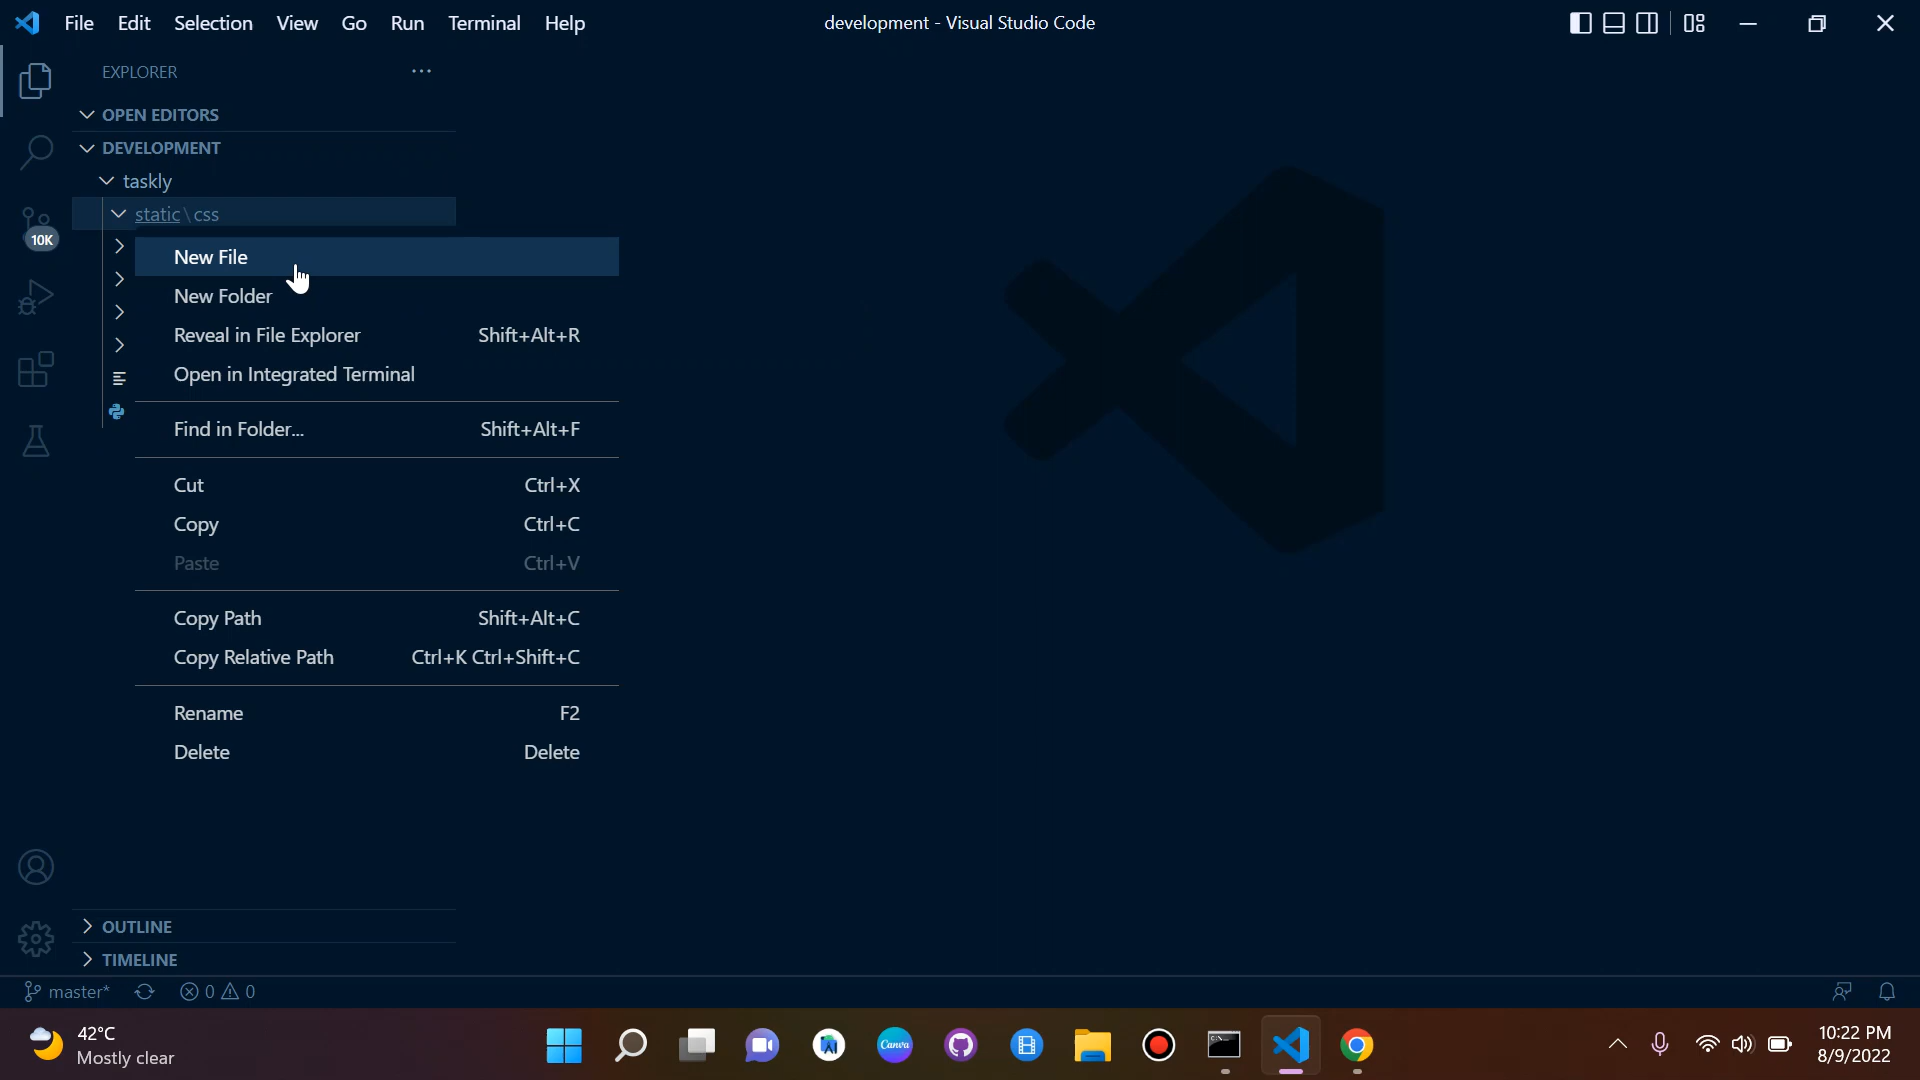 File Edit Selection View Go Run Terminal Help development - Visual Studio Code
EXPLORER
OPEN EDITORS
DEVELOPMENT
taskly
static\css
10K
New File
New Folder
Reveal in File Explorer Shift+Alt+R
Open in Integrated Terminal
Find in Folder... Shift+Alt+F
Cut Ctrl+X
Copy Ctrl+C
Paste Ctrl+V
Copy Path Shift+Alt+C
Copy Relative Path Ctrl+K Ctrl+Shift+C
Rename F2
Delete Delete
OUTLINE
TIMELINE
master* 0 0
42°C
Mostly clear
Canva
10:22 PM
8/9/2022